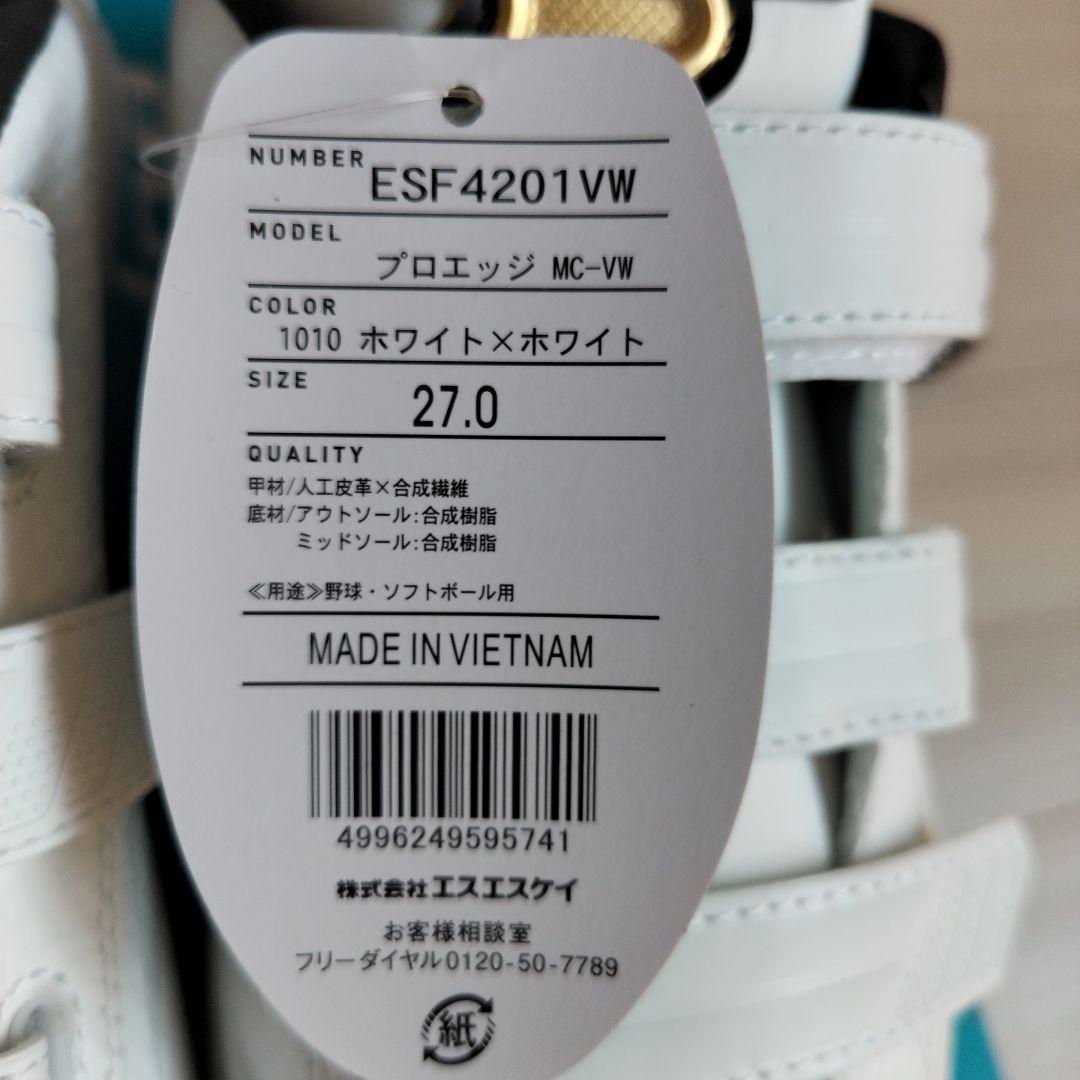 NUMBER
ESF4201VW
MODEL
プロエッジ MC-VW
COLOR
1010 ホワイト×ホワイト
SIZE
27.0
QUALITY
甲材/人工皮革×合成繊維
底材/アウトソール:合成樹脂
ミッドソール:合成樹脂
≪用途≫野球・ソフトボール用
MADE IN VIETNAM
4996249595741
株式会社エスエスケイ
お客様相談室
フリーダイヤル0120-50-7789
紙